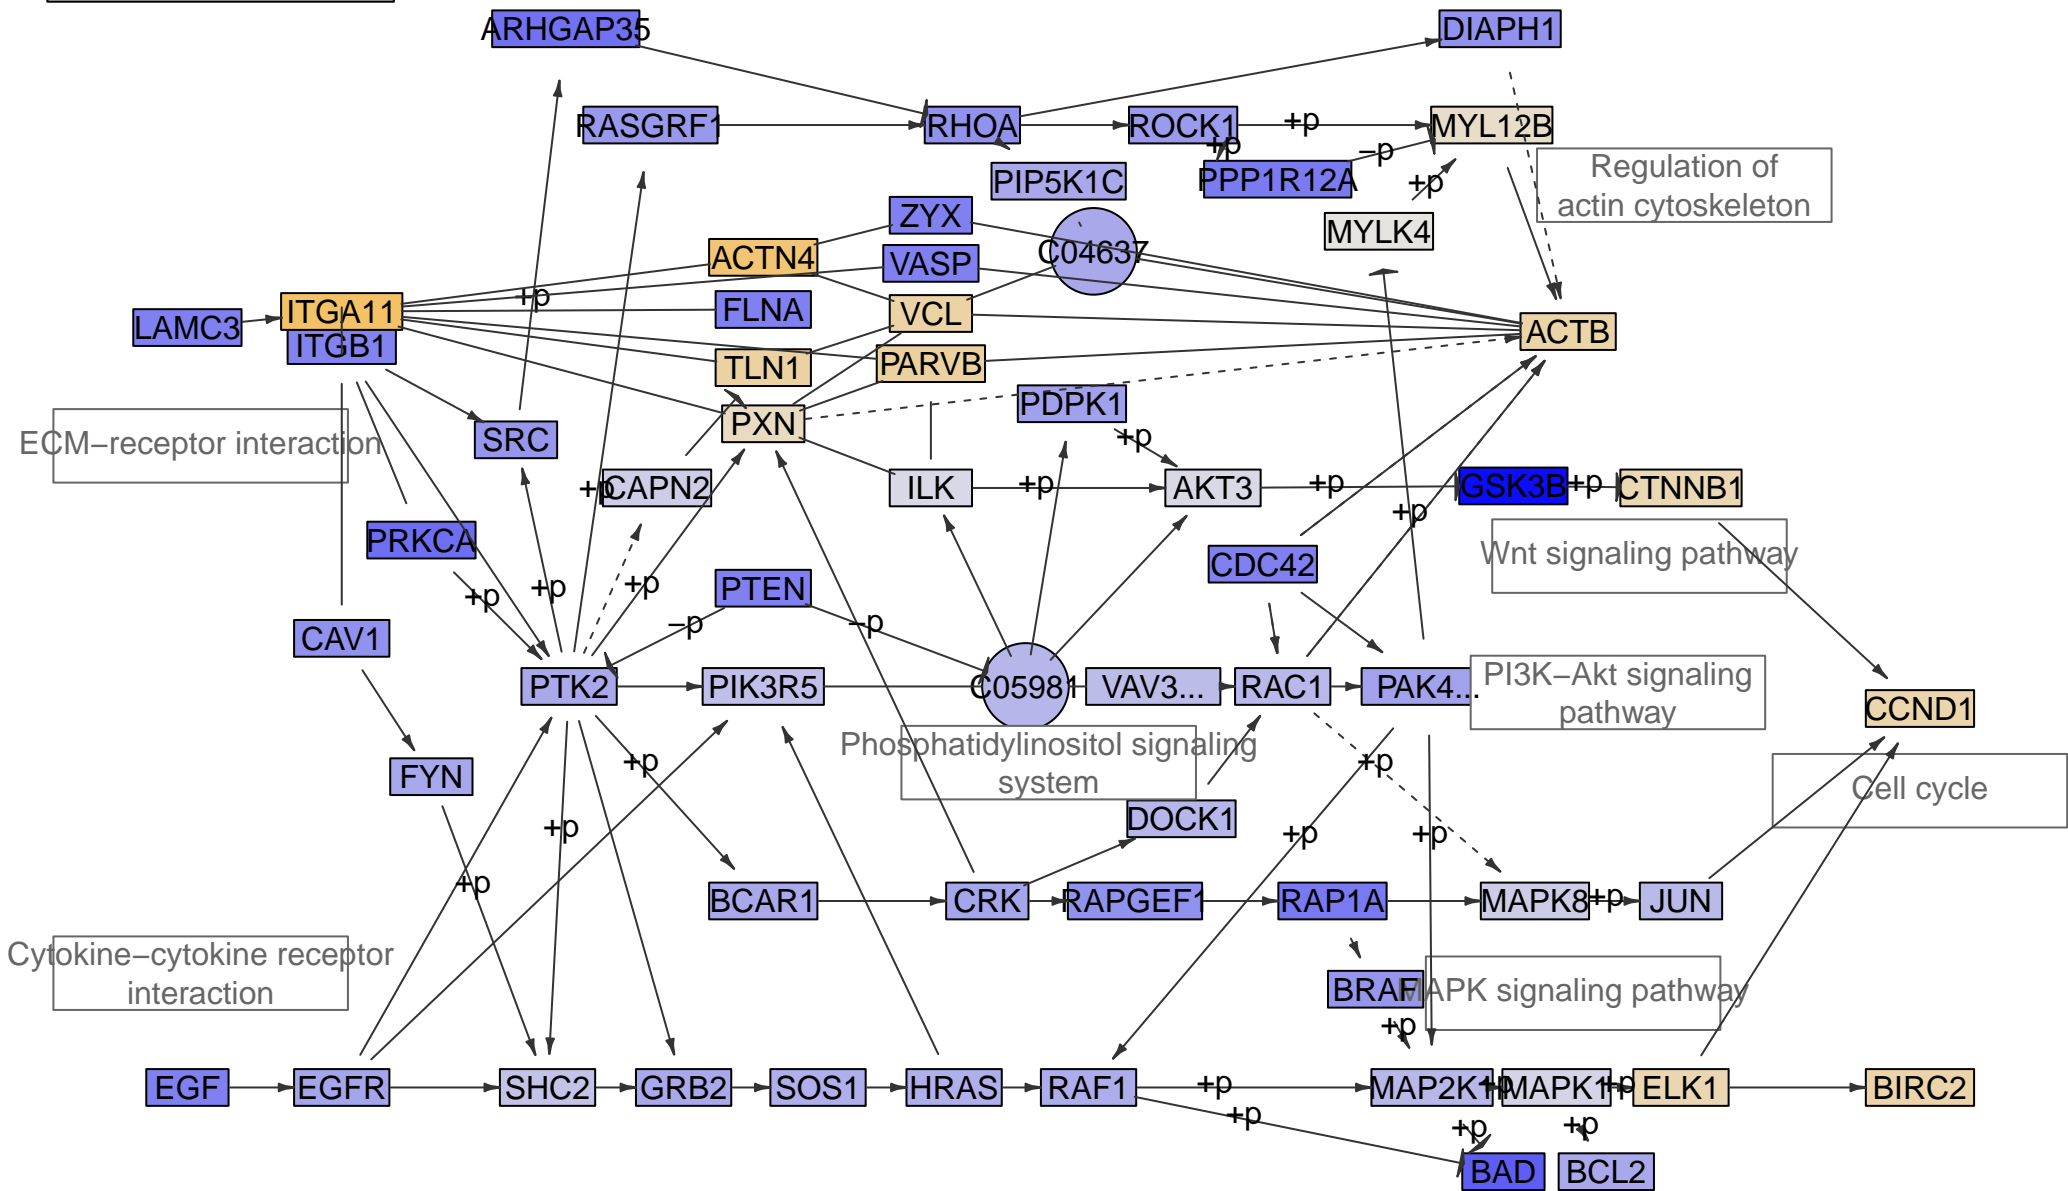 ARHGAP35
DIAPH1
RASGRF1
RHOA
ROCK1
+p
MYL12B
+p
−p
PIP5K1C
PPP1R12A
+p
Regulation of
actin cytoskeleton
ZYX
MYLK4
ACTN4
VASP
C04637
+p
ITGA11
FLNA
VCL
LAMC3
ITGB1
ACTB
TLN1
PARVB
PDPK1
PXN
+p
ECM−receptor interaction
SRC
+p
CAPN2
ILK
+p
AKT3
+p
GSK3B
+p
CTNNB1
+p
PRKCA
Wnt signaling pathway
CDC42
+p
+p
+p
PTEN
−p
−p
CAV1
PTK2
PIK3R5
C05981
VAV3...
RAC1
PAK4...
PI3K−Akt signaling
pathway
CCND1
Phosphatidylinositol signaling
system
FYN
+p
+p
Cell cycle
+p
DOCK1
+p
+p
+p
BCAR1
CRK
RAPGEF1
RAP1A
MAPK8
+p
JUN
Cytokine−cytokine receptor
interaction
BRAF
MAPK signaling pathway
+p
EGF
EGFR
SHC2
GRB2
SOS1
HRAS
RAF1
+p
MAP2K1
+p
MAPK1
+p
ELK1
BIRC2
+p
+p
+p
BAD
BCL2